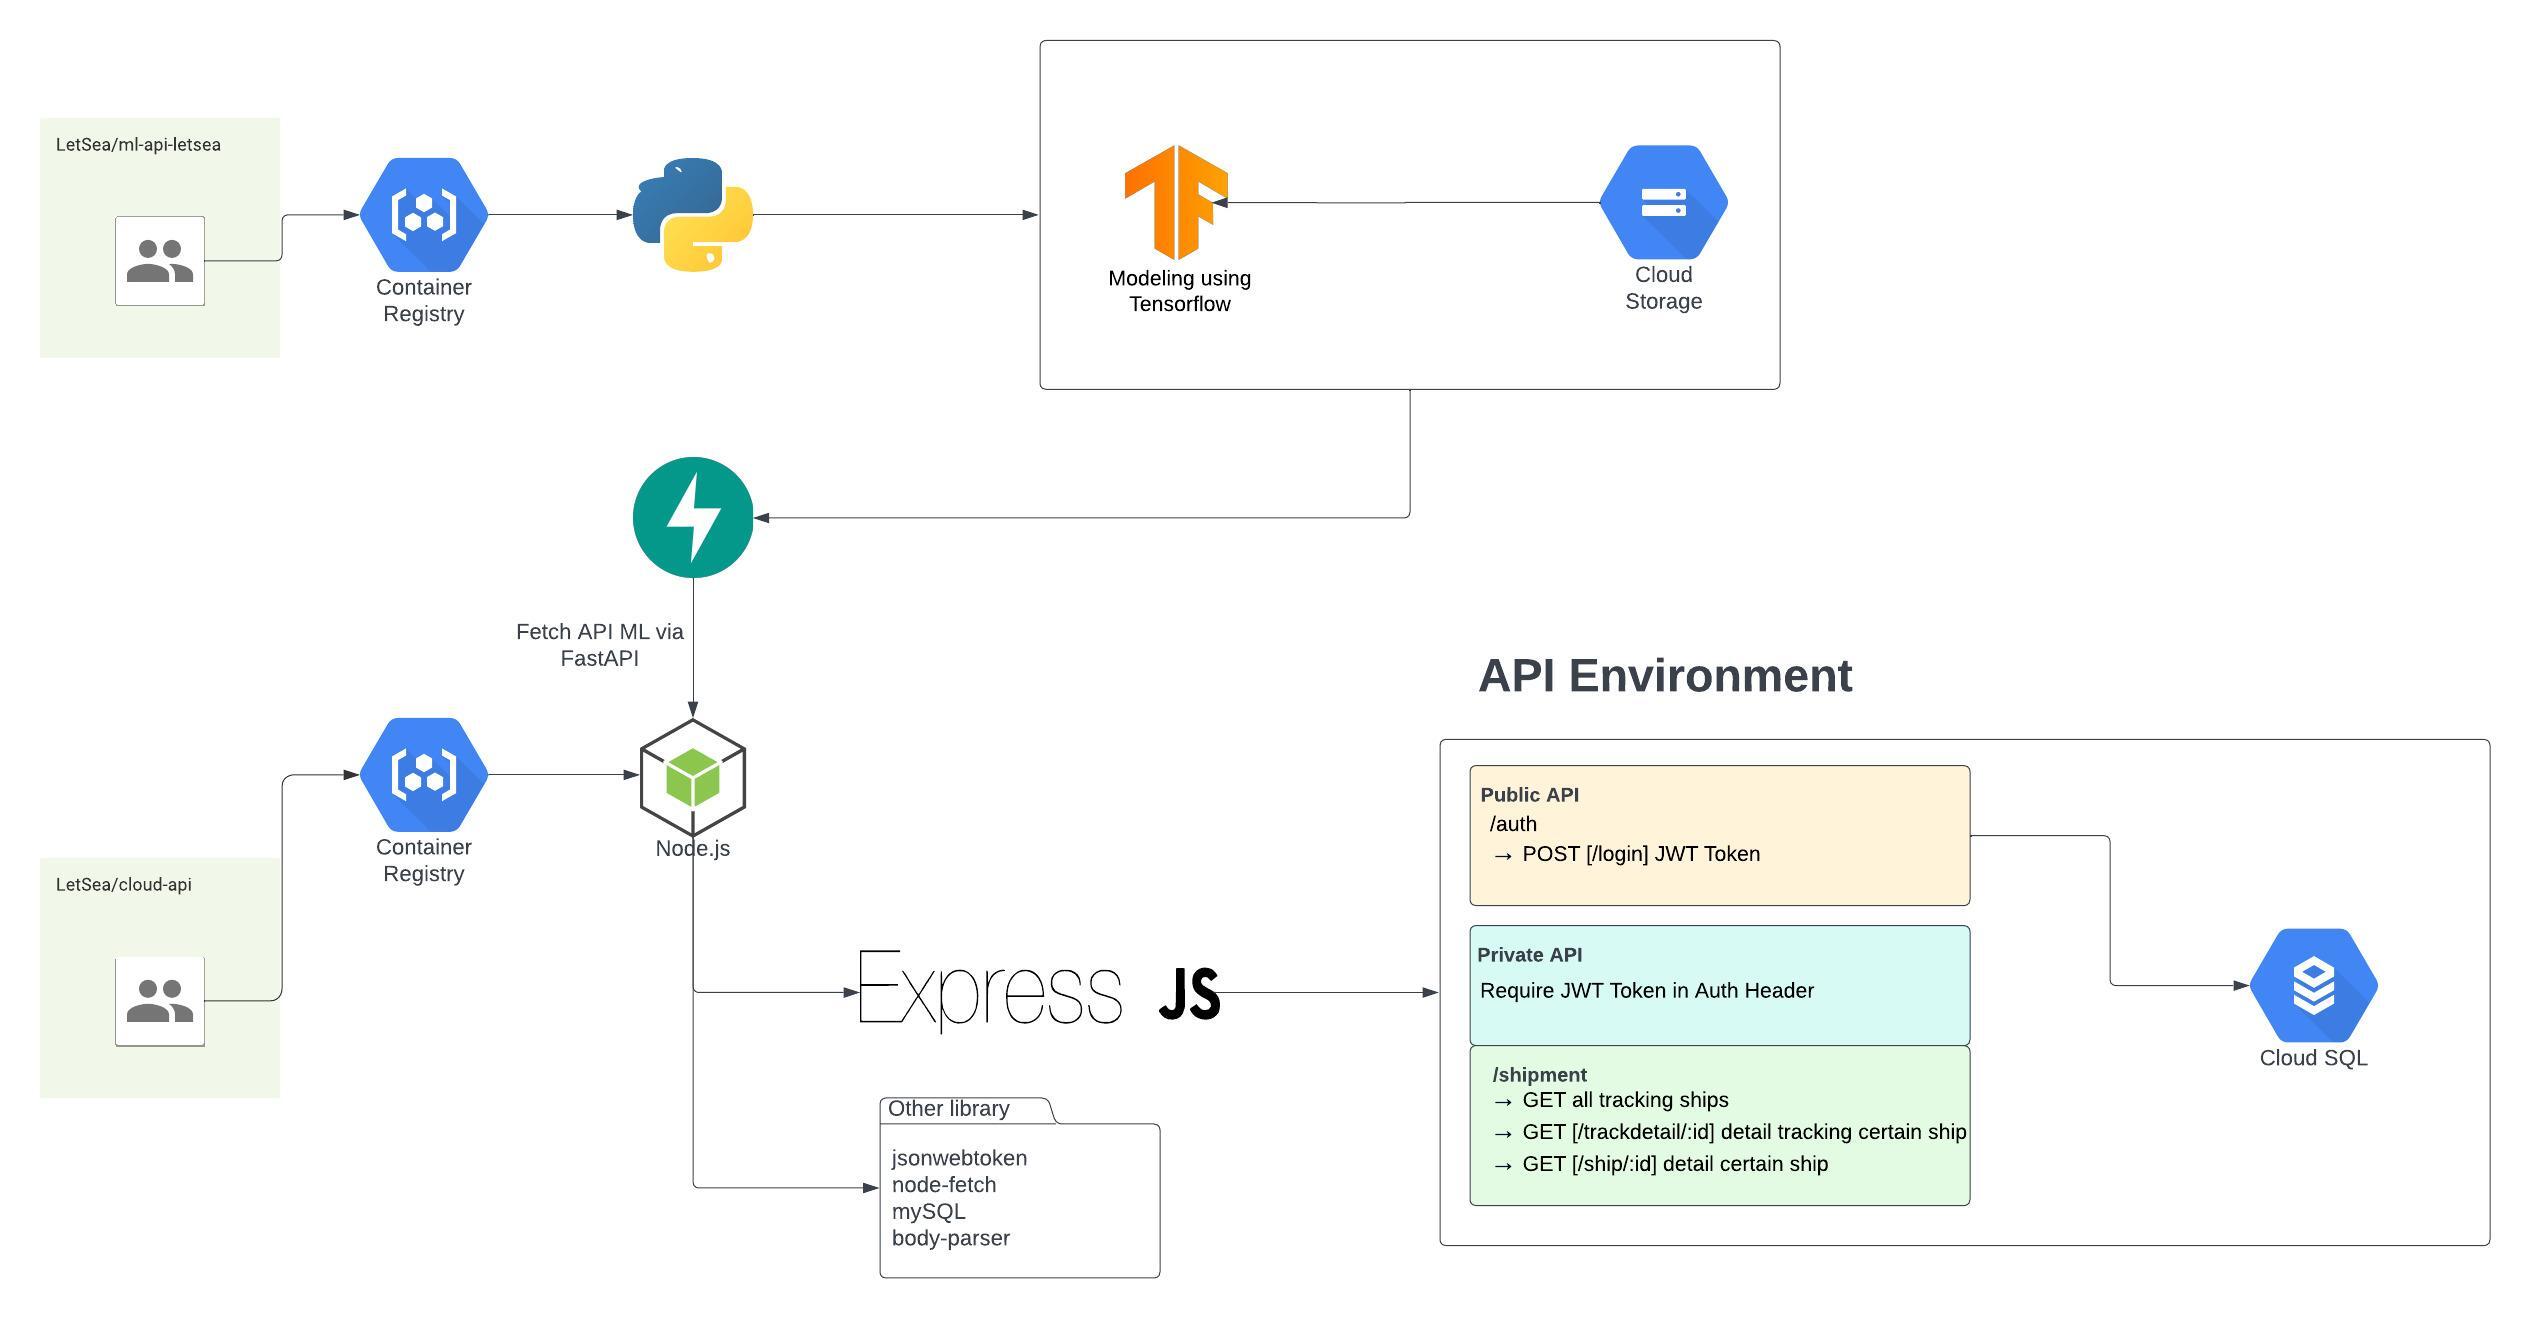 LetSea/ml-api-letsea
Container
Registry
Modeling using
Tensorflow
Cloud
Storage
Fetch API ML via
FastAPI
API Environment
Container
Registry
Node.js
LetSea/cloud-api
Public API
/auth
→ POST [/login] JWT Token
Private API
Require JWT Token in Auth Header
Express JS
/shipment
→ GET all tracking ships
→ GET [/trackdetail/:id] detail tracking certain ship
→ GET [/ship/:id] detail certain ship
Cloud SQL
Other library
jsonwebtoken
node-fetch
mySQL
body-parser